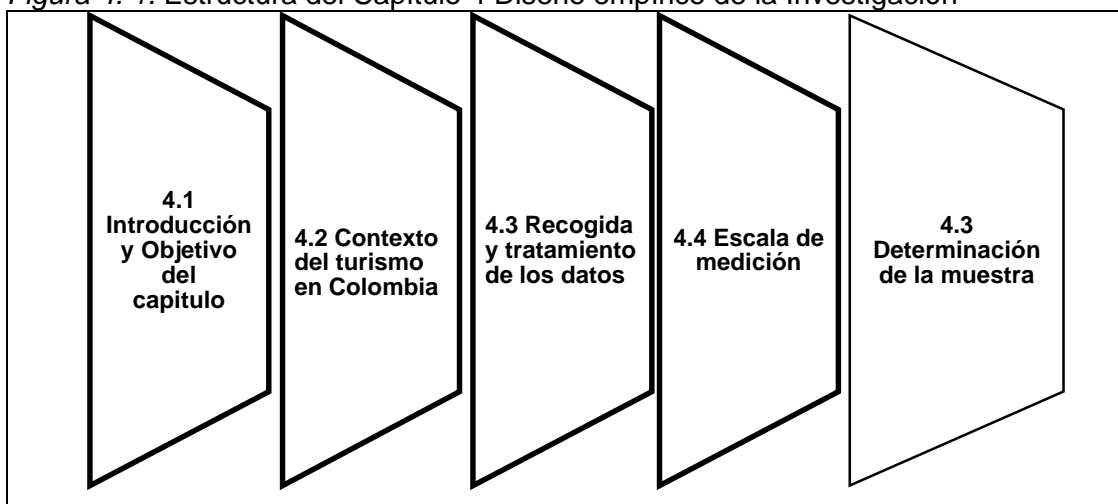 Figura 4. 1. Estructura del Capítulo 4 Diseño empírico de la Investigación
4.1
Introducción
y Objetivo
del
capitulo
4.2 Contexto
del turismo
en Colombia
4.3 Recogida
y tratamiento
de los datos
4.4 Escala de
medición
4.3
Determinación
de la muestra